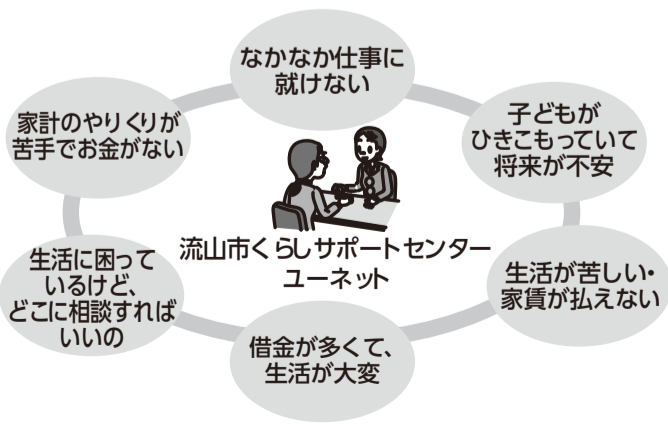 なかなか仕事に
就けない
子どもが
ひきこもっていて
将来が不安
生活が苦しい・
家賃が払えない
借金が多くて、
生活が大変
生活に困って
いるけど、
どこに相談すれば
いいの
家計のやりくりが
苦手でお金がない
流山市くらしサポートセンター
ユーネット